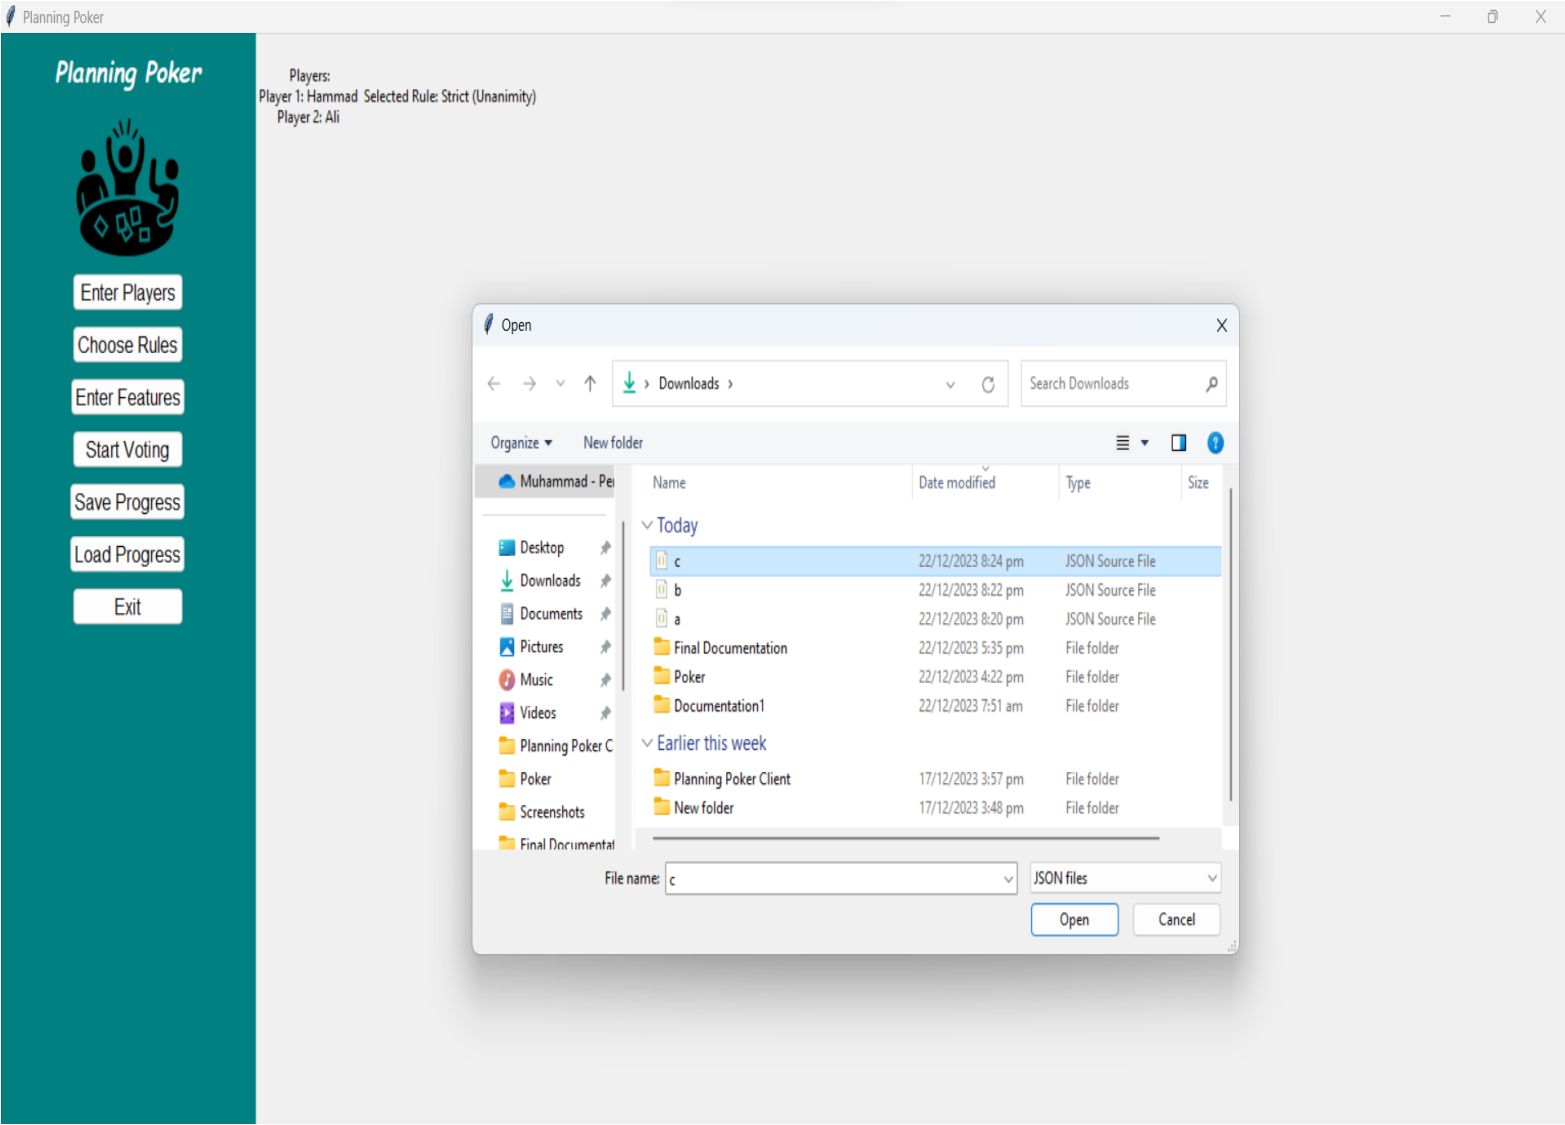 Planning Poker
Planning Poker
Players:
Player 1: Hammad Selected Rule: Strict (Unanimity)
Player 2: Ali
Enter Players
Choose Rules
Enter Features
Start Voting
Save Progress
Load Progress
Exit
Open
Downloads
Search Downloads
Organize
New folder
Muhammad - Per
Name Date modified Type Size
Desktop
Downloads
Documents
Pictures
Music
Videos
Planning Poker C
Poker
Screenshots
Final Documentat
Today
c 22/12/2023 8:24 pm JSON Source File
b 22/12/2023 8:22 pm JSON Source File
a 22/12/2023 8:20 pm JSON Source File
Final Documentation 22/12/2023 5:35 pm File folder
Poker 22/12/2023 4:22 pm File folder
Documentation1 22/12/2023 7:51 am File folder
Earlier this week
Planning Poker Client 17/12/2023 3:57 pm File folder
New folder 17/12/2023 3:48 pm File folder
File name: c JSON files
Open Cancel